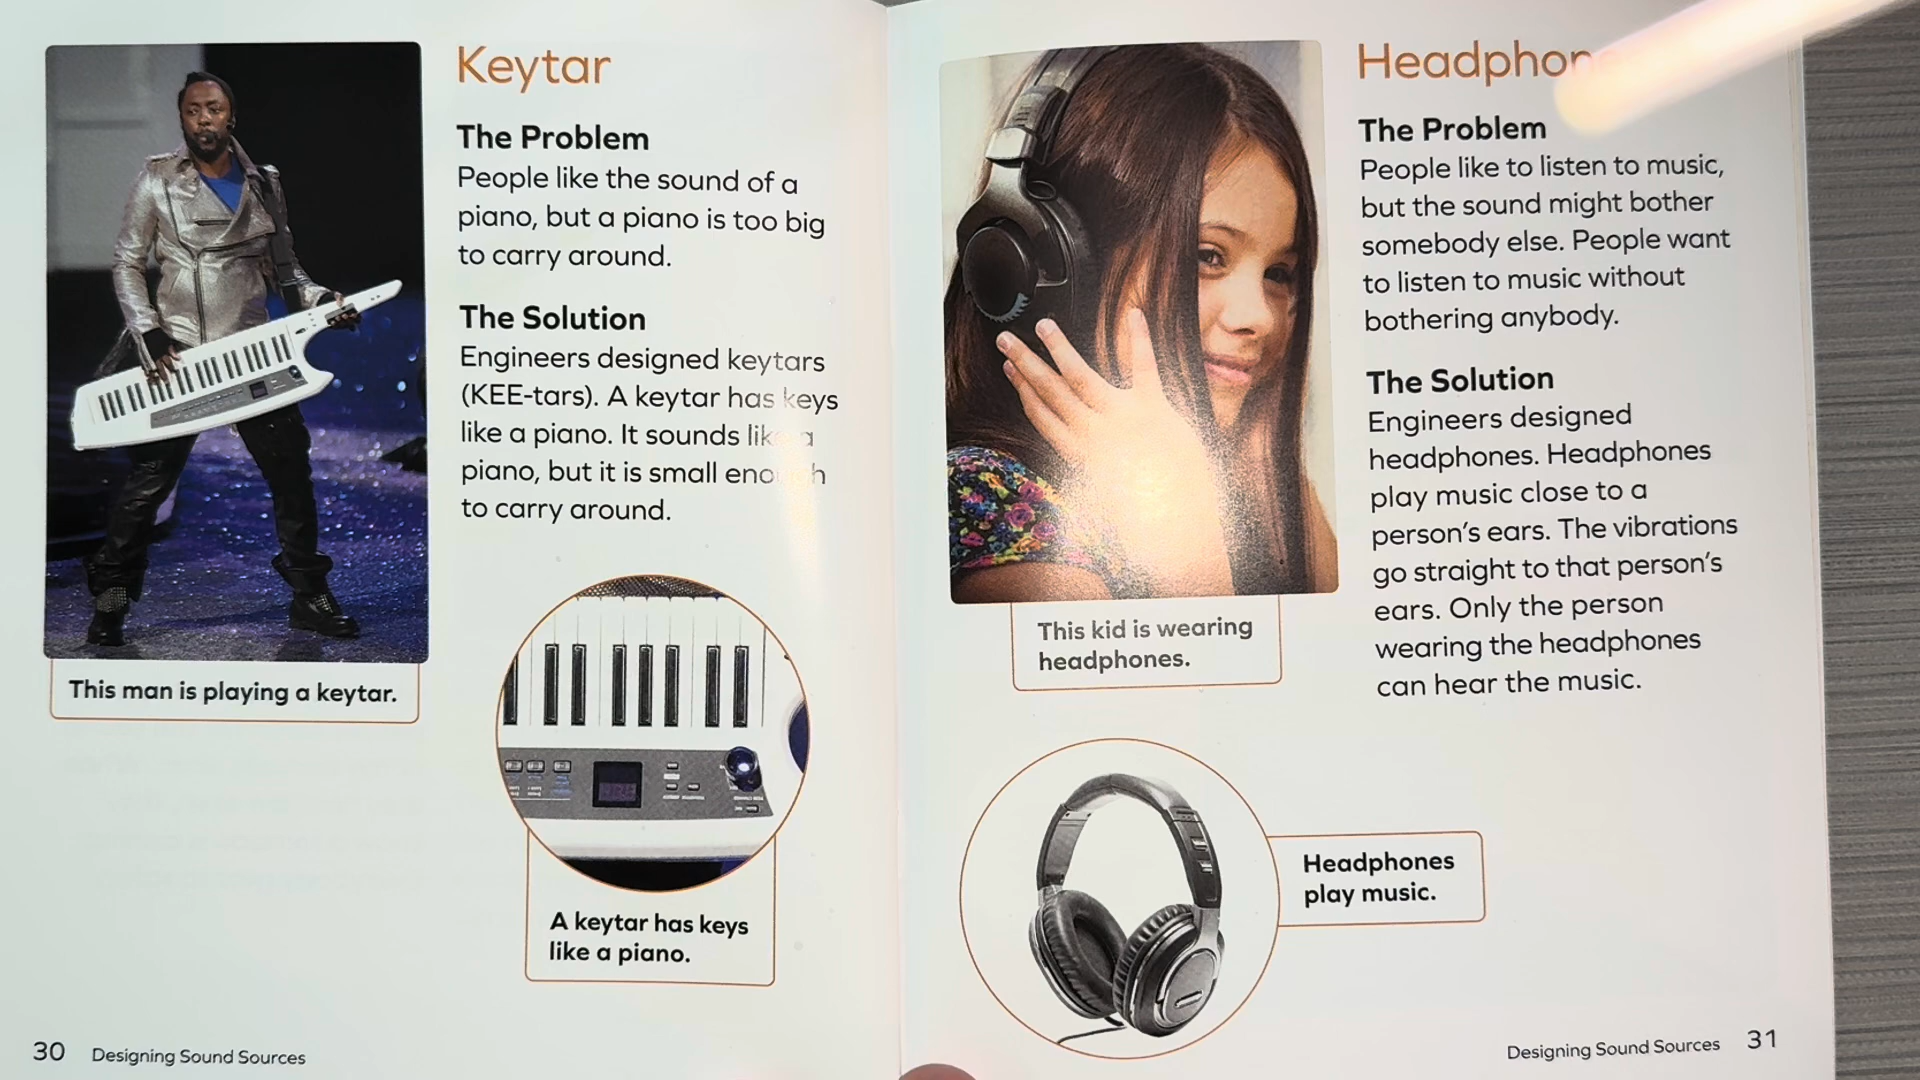 Keytar
The Problem
People like the sound of a
piano, but a piano is too big
to carry around.
The Solution
Engineers designed keytars
(KEE-tars). A keytar has keys
like a piano. It sounds like a
piano, but it is small enough
to carry around.
This man is playing a keytar.
A keytar has keys
like a piano.
30 Designing Sound Sources
Headphon
The Problem
People like to listen to music,
but the sound might bother
somebody else. People want
to listen to music without
bothering anybody.
The Solution
Engineers designed
headphones. Headphones
play music close to a
person's ears. The vibrations
go straight to that person's
ears. Only the person
wearing the headphones
can hear the music.
This kid is wearing
headphones.
Headphones
play music.
Designing Sound Sources 31